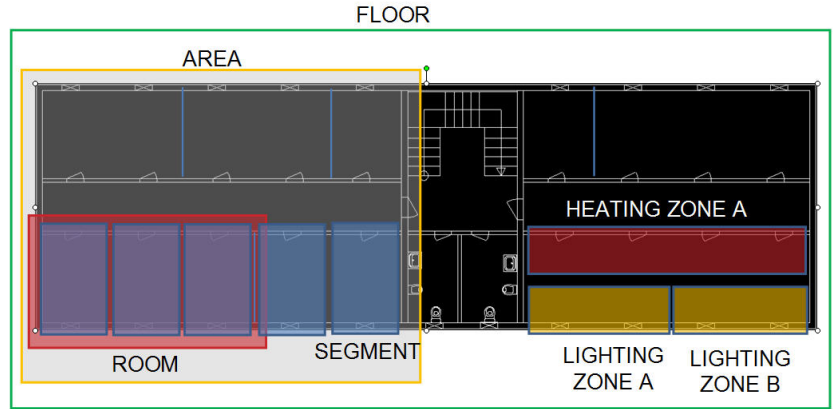 FLOOR
AREA
HEATING ZONE A
ROOM
SEGMENT
LIGHTING
ZONE A
LIGHTING
ZONE B